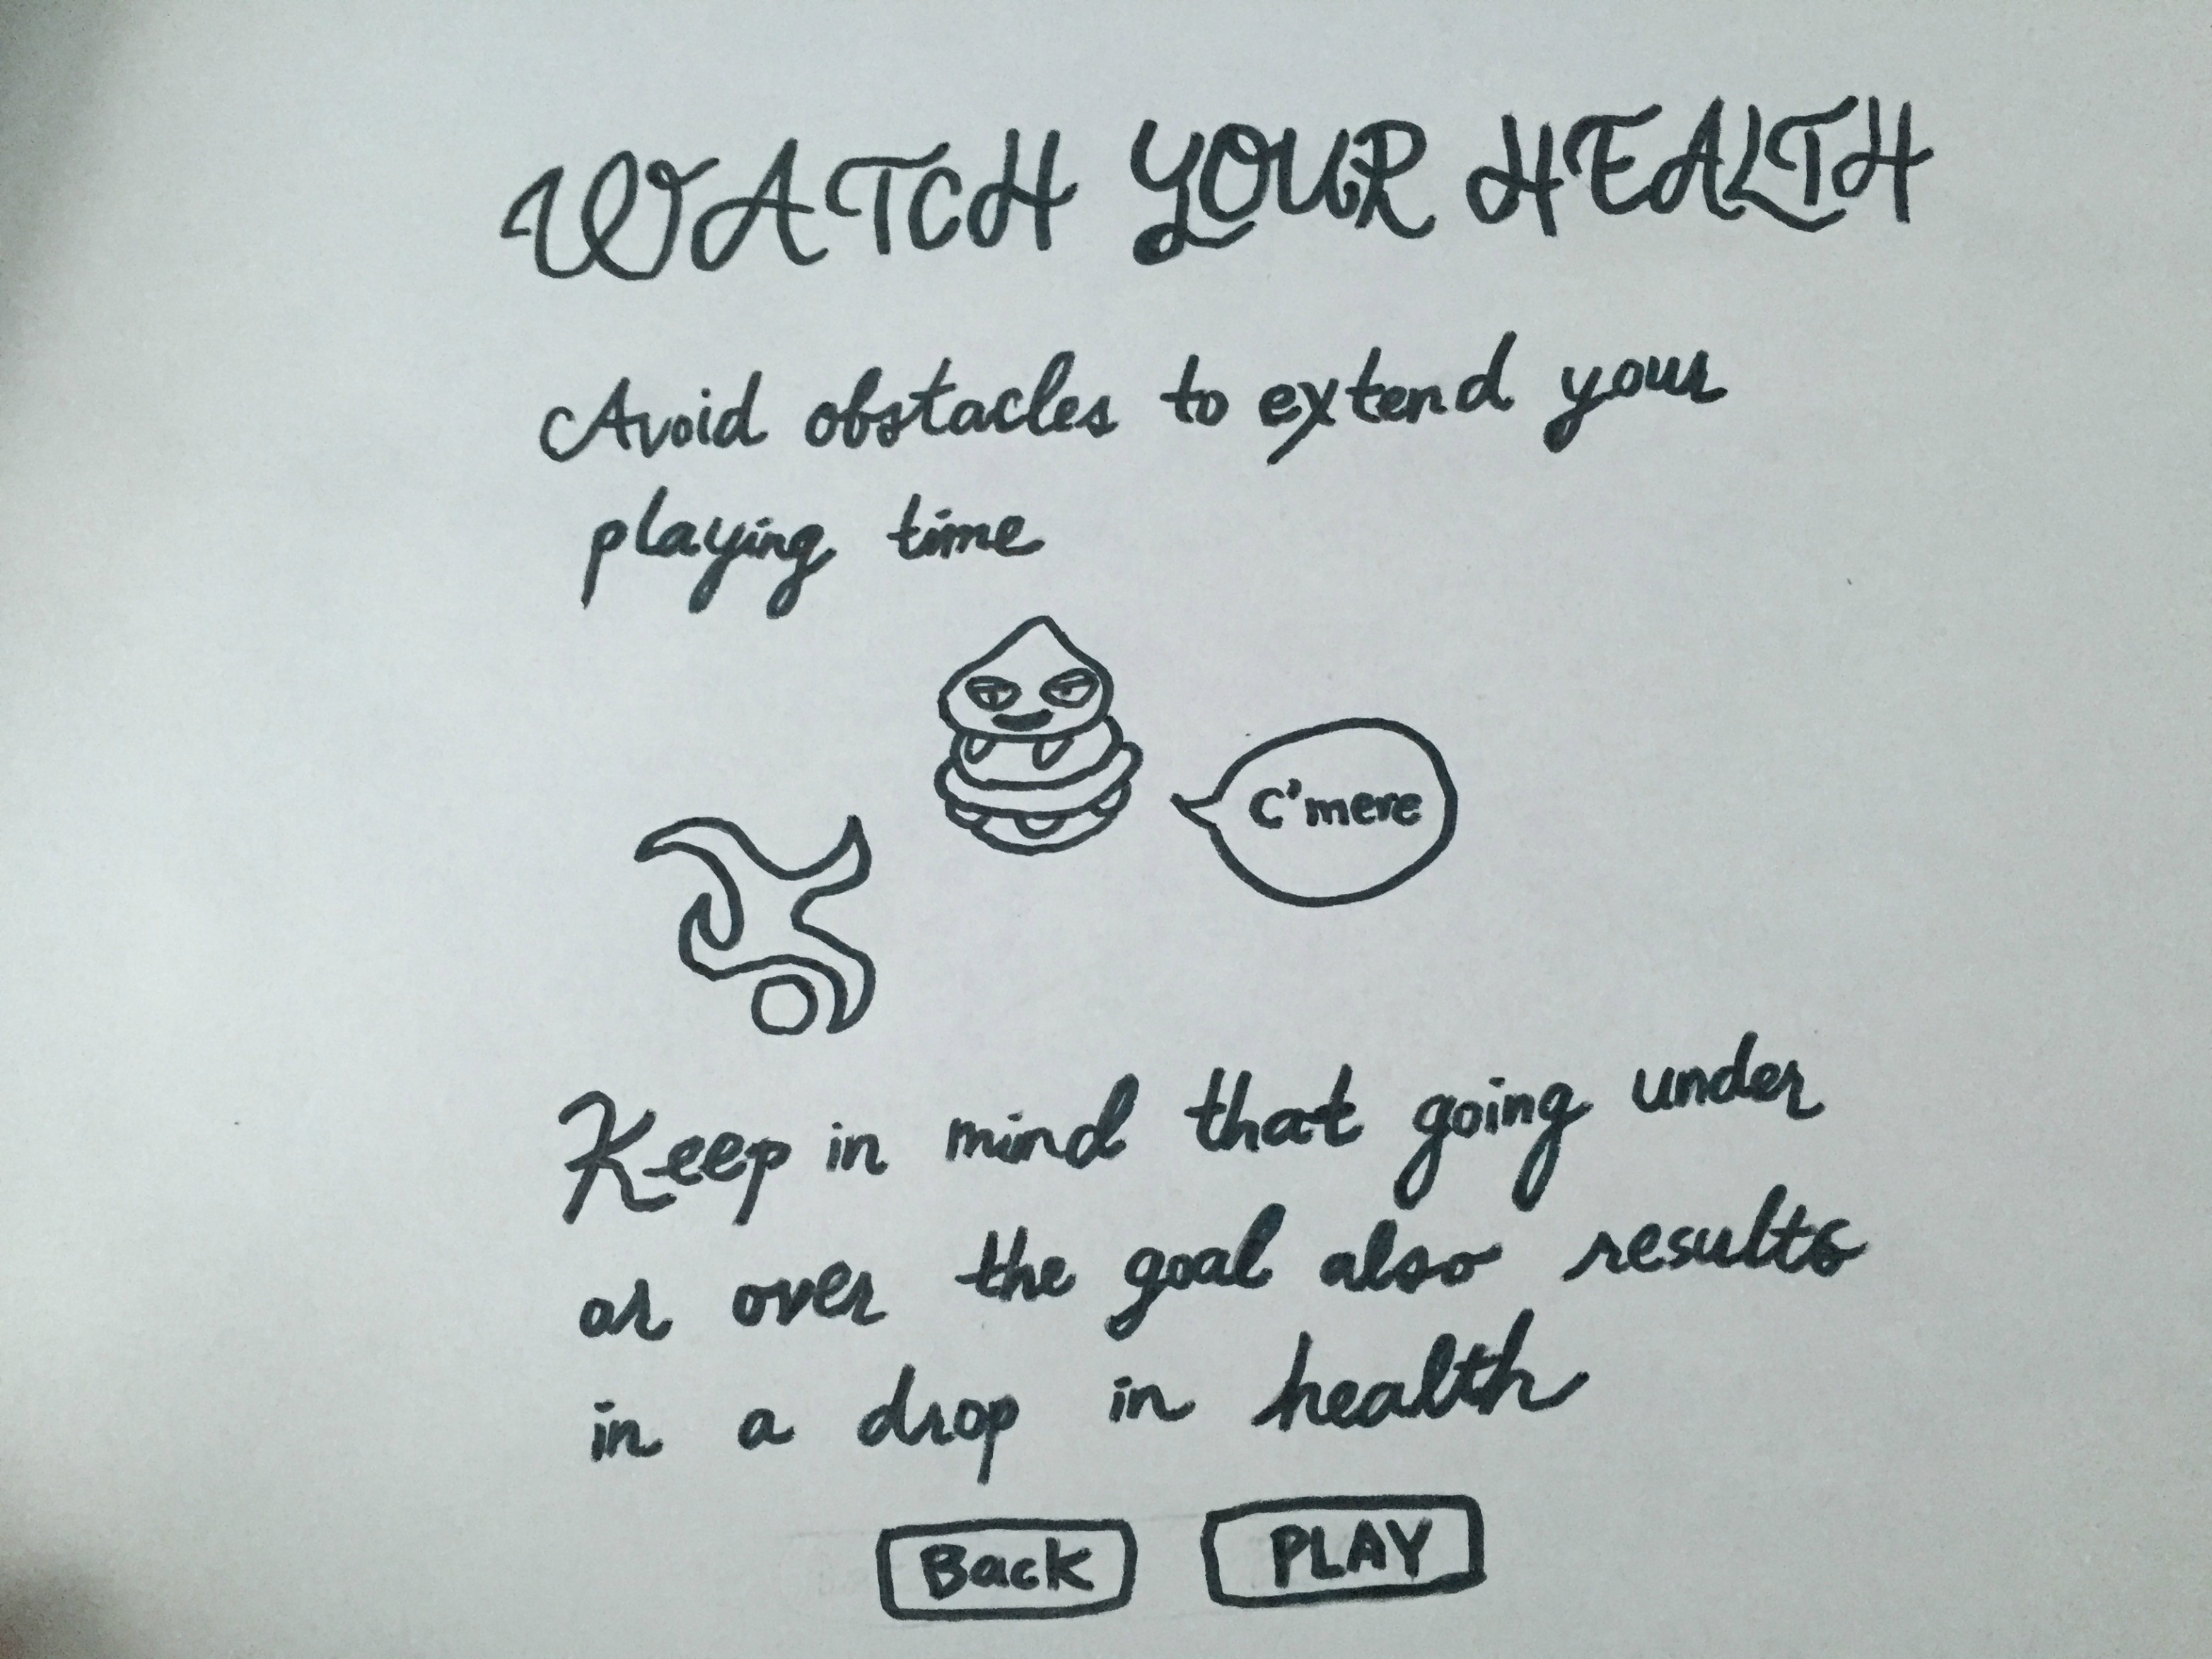 WATCH YOUR HEALTH
Avoid obstacles to extend your
playing time
C'mere
Keep in mind that going under
or over the goal also results
in a drop in health
Back PLAY